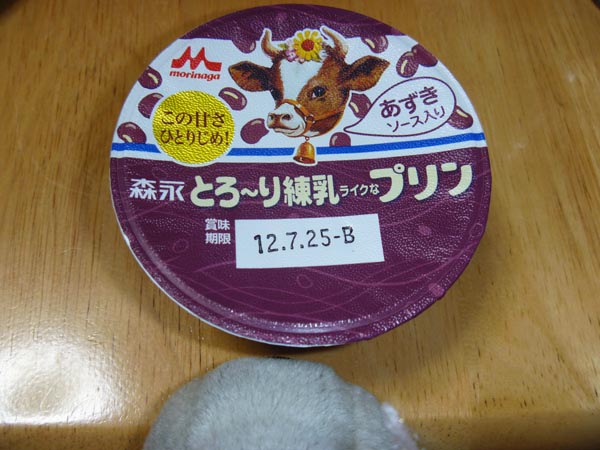 morinaga
この甘さ
ひとりじめ!
あずき
ソース入り
森永 とろ〜り練乳ライクなプリン
賞味
期限
12.7.25-B